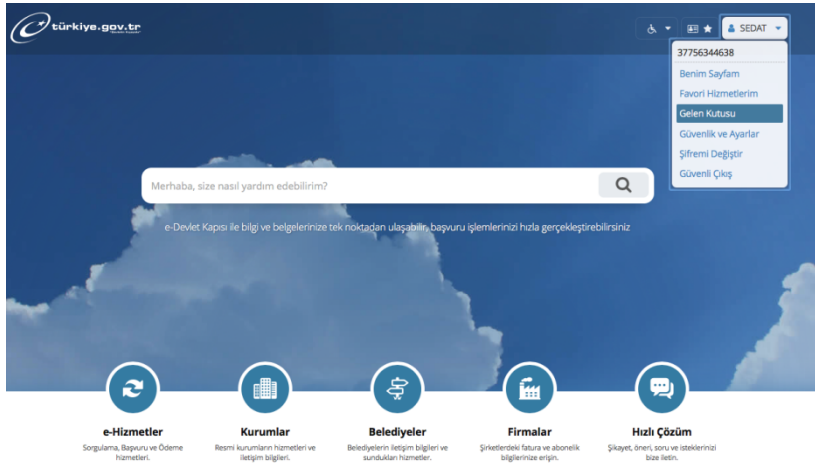 türkiye.gov.tr
SEDAT
37756344638
Benim Sayfam
Favori Hizmetlerim
Gelen Kutusu
Güvenlik ve Ayarlar
Şifremi Değiştir
Güvenli Çıkış
Merhaba, size nasıl yardım edebilirim?
e-Devlet Kapısı ile bilgi ve belgelerinize tek noktadan ulaşabilir, başvuru işlemlerinizi hızla gerçekleştirebilirsiniz
e-Hizmetler
Sorgulama, Başvuru ve Ödeme
hizmetleri.
Kurumlar
Resmi kurumların hizmetleri ve
iletişim bilgileri.
Belediyeler
Belediyelerin iletişim bilgileri ve
sundukları hizmetler.
Firmalar
Şirketlerdeki fatura ve abonelik
bilgilerinize erişin.
Hızlı Çözüm
Şikayet, öneri, soru ve isteklerinizi
bize iletin.